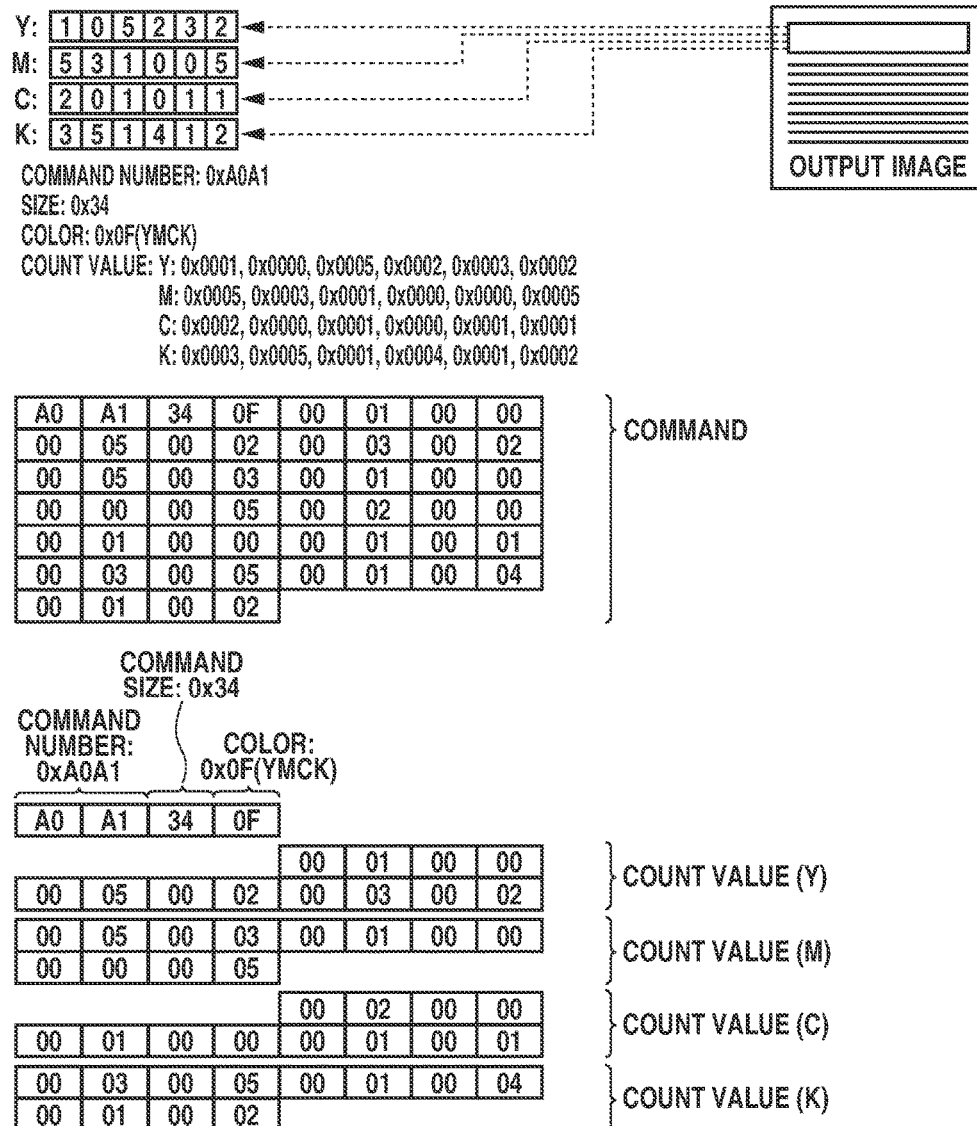 Y: 1 0 5 2 3 2
M: 5 3 1 0 0 5
C: 2 0 1 0 1 1
K: 3 5 1 4 1 2
OUTPUT IMAGE
COMMAND NUMBER: 0xA0A1
SIZE: 0x34
COLOR: 0x0F(YMCK)
COUNT VALUE: Y: 0x0001, 0x0000, 0x0005, 0x0002, 0x0003, 0x0002
M: 0x0005, 0x0003, 0x0001, 0x0000, 0x0000, 0x0005
C: 0x0002, 0x0000, 0x0001, 0x0000, 0x0001, 0x0001
K: 0x0003, 0x0005, 0x0001, 0x0004, 0x0001, 0x0002
A0 A1 34 0F 00 01 00 00
00 05 00 02 00 03 00 02
00 05 00 03 00 01 00 00
00 00 00 05 00 02 00 00
00 01 00 00 00 01 00 01
00 03 00 05 00 01 00 04
00 01 00 02
COMMAND
COMMAND
SIZE: 0x34
COMMAND
NUMBER:
0xA0A1
COLOR:
0x0F(YMCK)
A0 A1 34 0F
00 01 00 00
00 05 00 02 00 03 00 02
COUNT VALUE (Y)
00 05 00 03 00 01 00 00
00 00 00 05
COUNT VALUE (M)
00 02 00 00
00 01 00 00 00 01 00 01
COUNT VALUE (C)
00 03 00 05 00 01 00 04
00 01 00 02
COUNT VALUE (K)